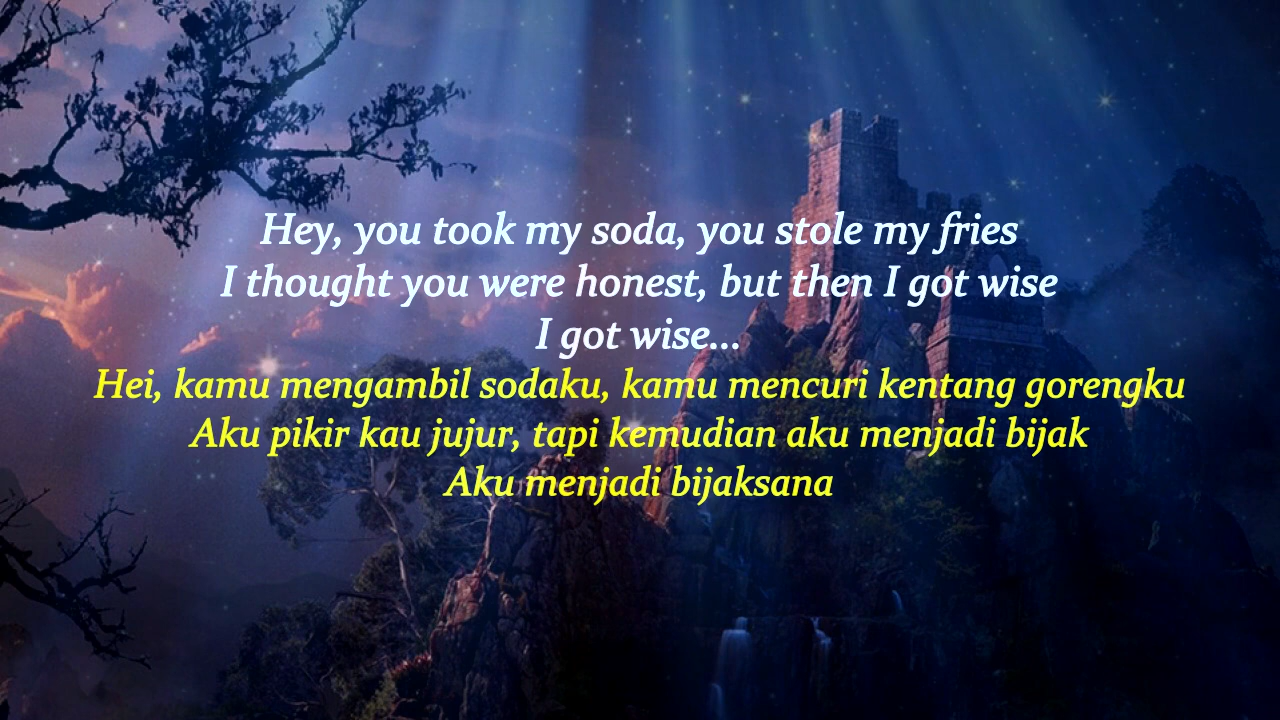 Hey, you took my soda, you stole my fries
I thought you were honest, but then I got wise
I got wise...
Hei, kamu mengambil sodaku, kamu mencuri kentang gorengku
Aku pikir kau jujur, tapi kemudian aku menjadi bijak
Aku menjadi bijaksana